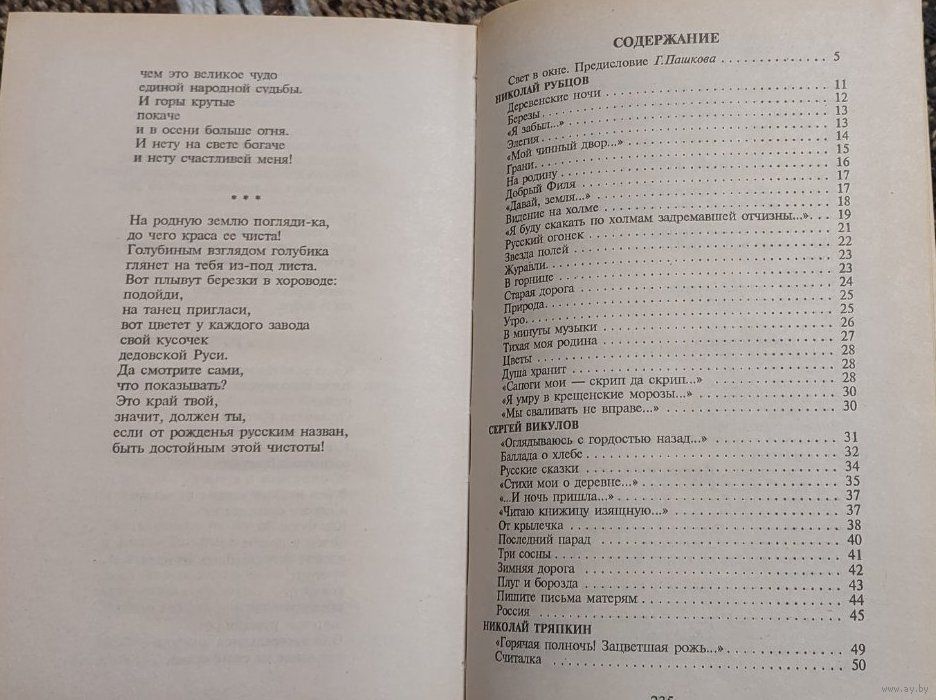 чем это великое чудо
единой народной судьбы.
И горы крутые
покаче
и в осени больше огня.
И нету на свете богаче
и нету счастливей меня!
* * *
На родную землю погляди-ка,
до чего краса ее чиста!
Голубиным взглядом голубика
глянет на тебя из-под листа.
Вот плывут березки в хороводе:
подойди,
на танец пригласи,
вот цветет у каждого завода
свой кусочек
дедовской Руси.
Да смотрите сами,
что показывать?
Это край твой,
значит, должен ты,
если от рожденья русским назван,
быть достойным этой чистоты!
СОДЕРЖАНИЕ
Свет в окне. Предисловие Г.Пашкова 5
НИКОЛАЙ РУБЦОВ
Деревенские ночи 11
Березы 12
«Я забыл...» 13
Элегия 13
«Мой чинный двор...» 14
Грани 15
На родину 16
Добрый Филя 17
«Давай, земля...» 17
Видение на холме 18
«Я буду скакать по холмам задремавшей отчизны...» 19
Русский огонек 21
Звезда полей 22
Журавли 23
В горнице 23
Старая дорога 24
Природа 25
Утро 25
В минуты музыки 26
Тихая моя родина 27
Цветы 28
Душа хранит 28
«Сапоги мои — скрип да скрип...» 28
«Я умру в крещенские морозы...» 30
«Мы сваливать не вправе...» 30
СЕРГЕЙ ВИКУЛОВ
«Оглядываюсь с гордостью назад...» 31
Баллада о хлебе 32
Русские сказки 34
«Стихи мои о деревне...» 35
«...И ночь пришла...» 37
«Читаю книжицу изящную...» 37
От крылечка 38
Последний парад 40
Три сосны 41
Зимняя дорога 42
Плуг и борозда 43
Пишите письма матерям 44
Россия 45
НИКОЛАЙ ТРЯПКИН
«Горячая полночь! Зацветшая рожь...» 49
Считалка 50
235
www.ay.by